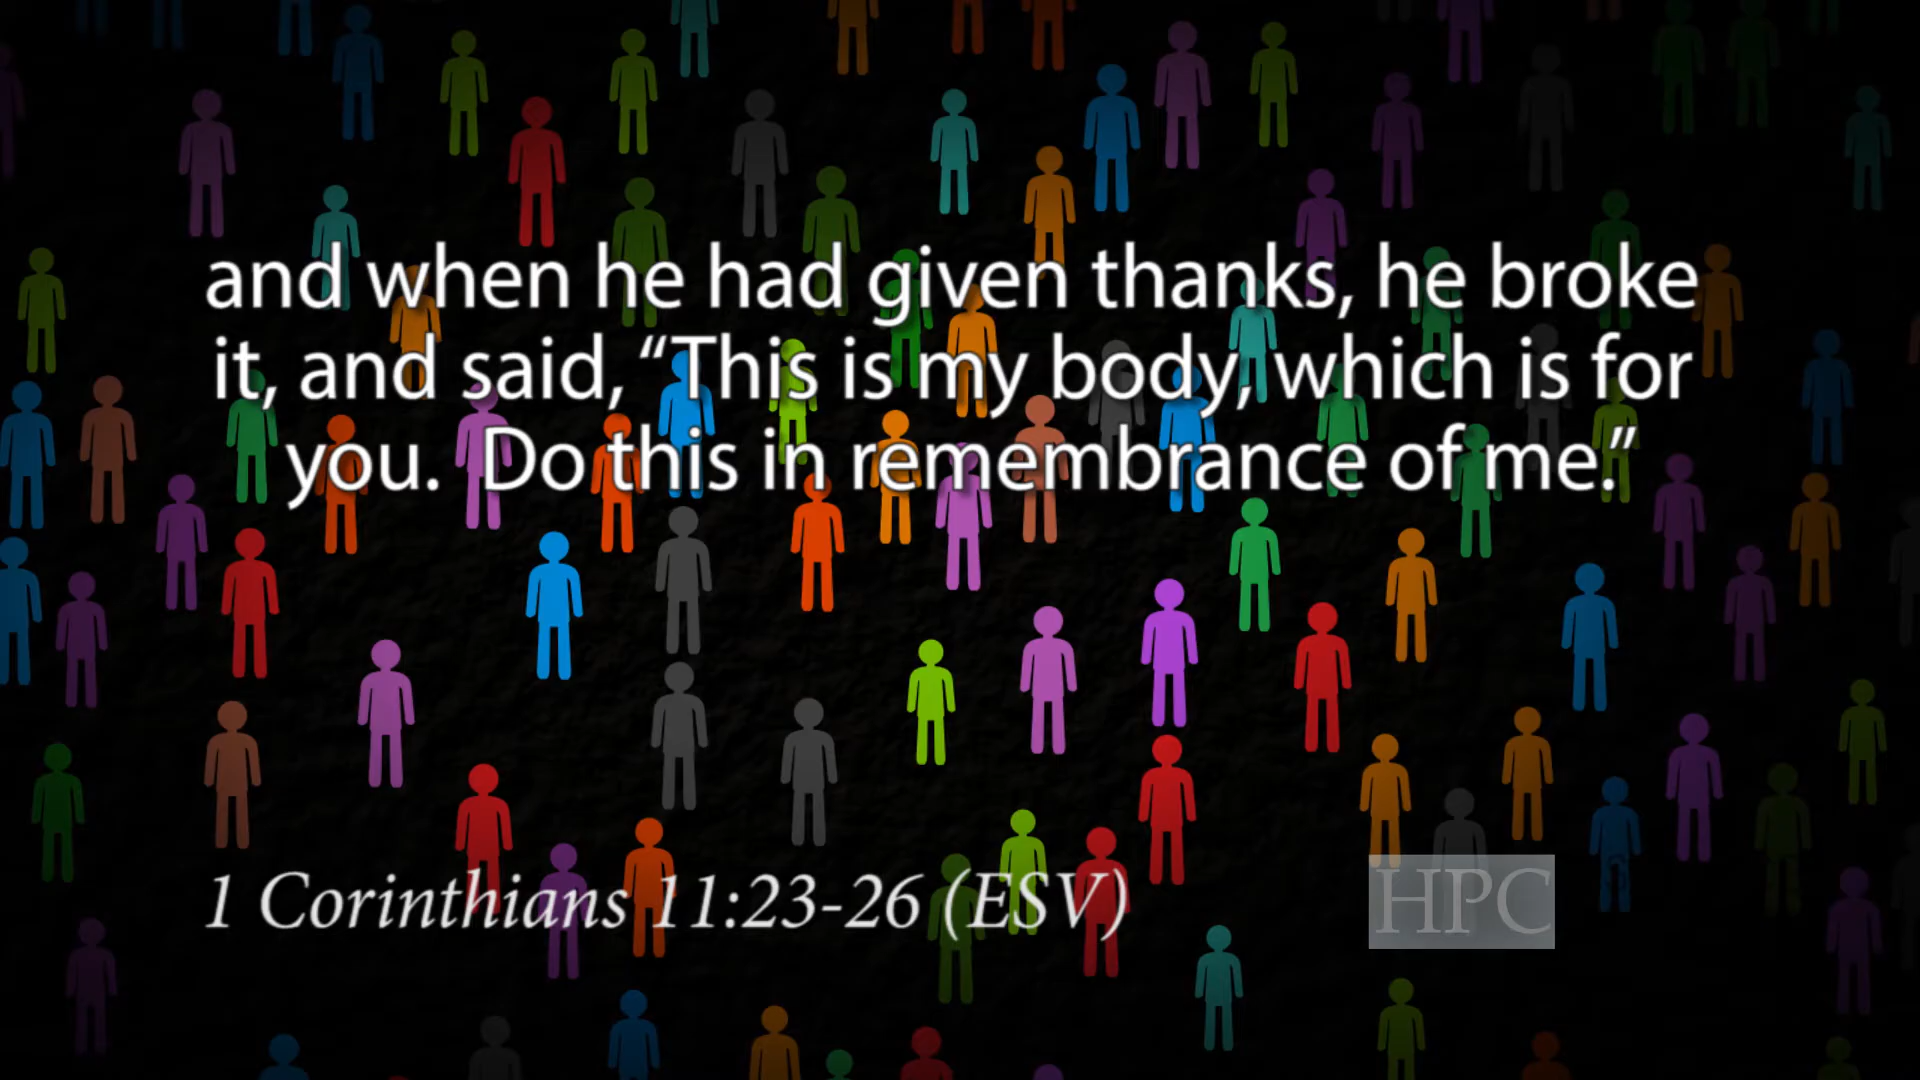 and when he had given thanks, he broke
it, and said, “This is my body, which is for
you.  Do this in remembrance of me.”
1 Corinthians 11:23-26 (ESV)
HPC